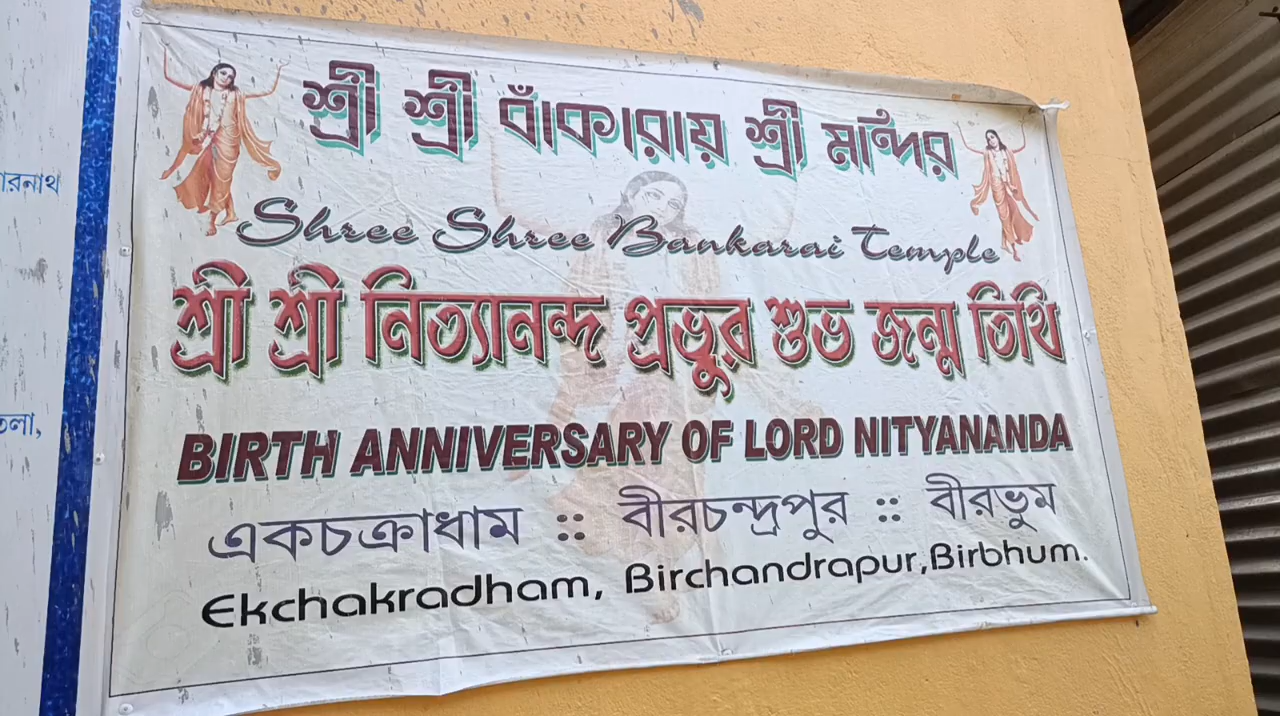 শ্রী শ্রী বাঁকারায় শ্রী মন্দির
Shree Shree Bankarai Temple
শ্রী শ্রী নিত্যানন্দ প্রভুর শুভ জন্ম তিথি
BIRTH ANNIVERSARY OF LORD NITYANANDA
একচক্রাধাম :: বীরচন্দ্রপুর :: বীরভুম
Ekchakradham, Birchandrapur,Birbhum.